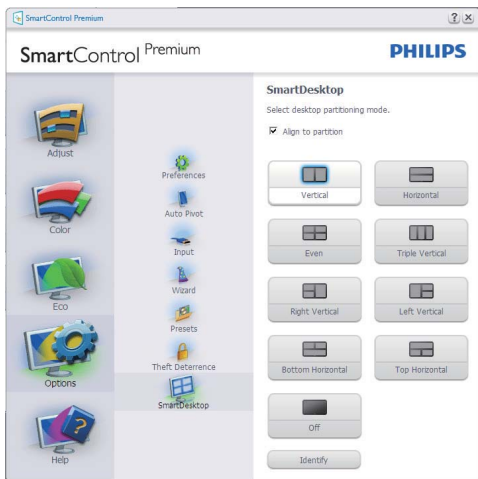 SmartControl Premium
? x
SmartControl Premium
PHILIPS
Adjust
Color
Eco
Options
Help
Preferences
Auto Pivot
Input
Wizard
Presets
Theft Deterrence
SmartDesktop
SmartDesktop
Select desktop partitioning mode.
Align to partition
Vertical
Horizontal
Even
Triple Vertical
Right Vertical
Left Vertical
Bottom Horizontal
Top Horizontal
Off
Identify